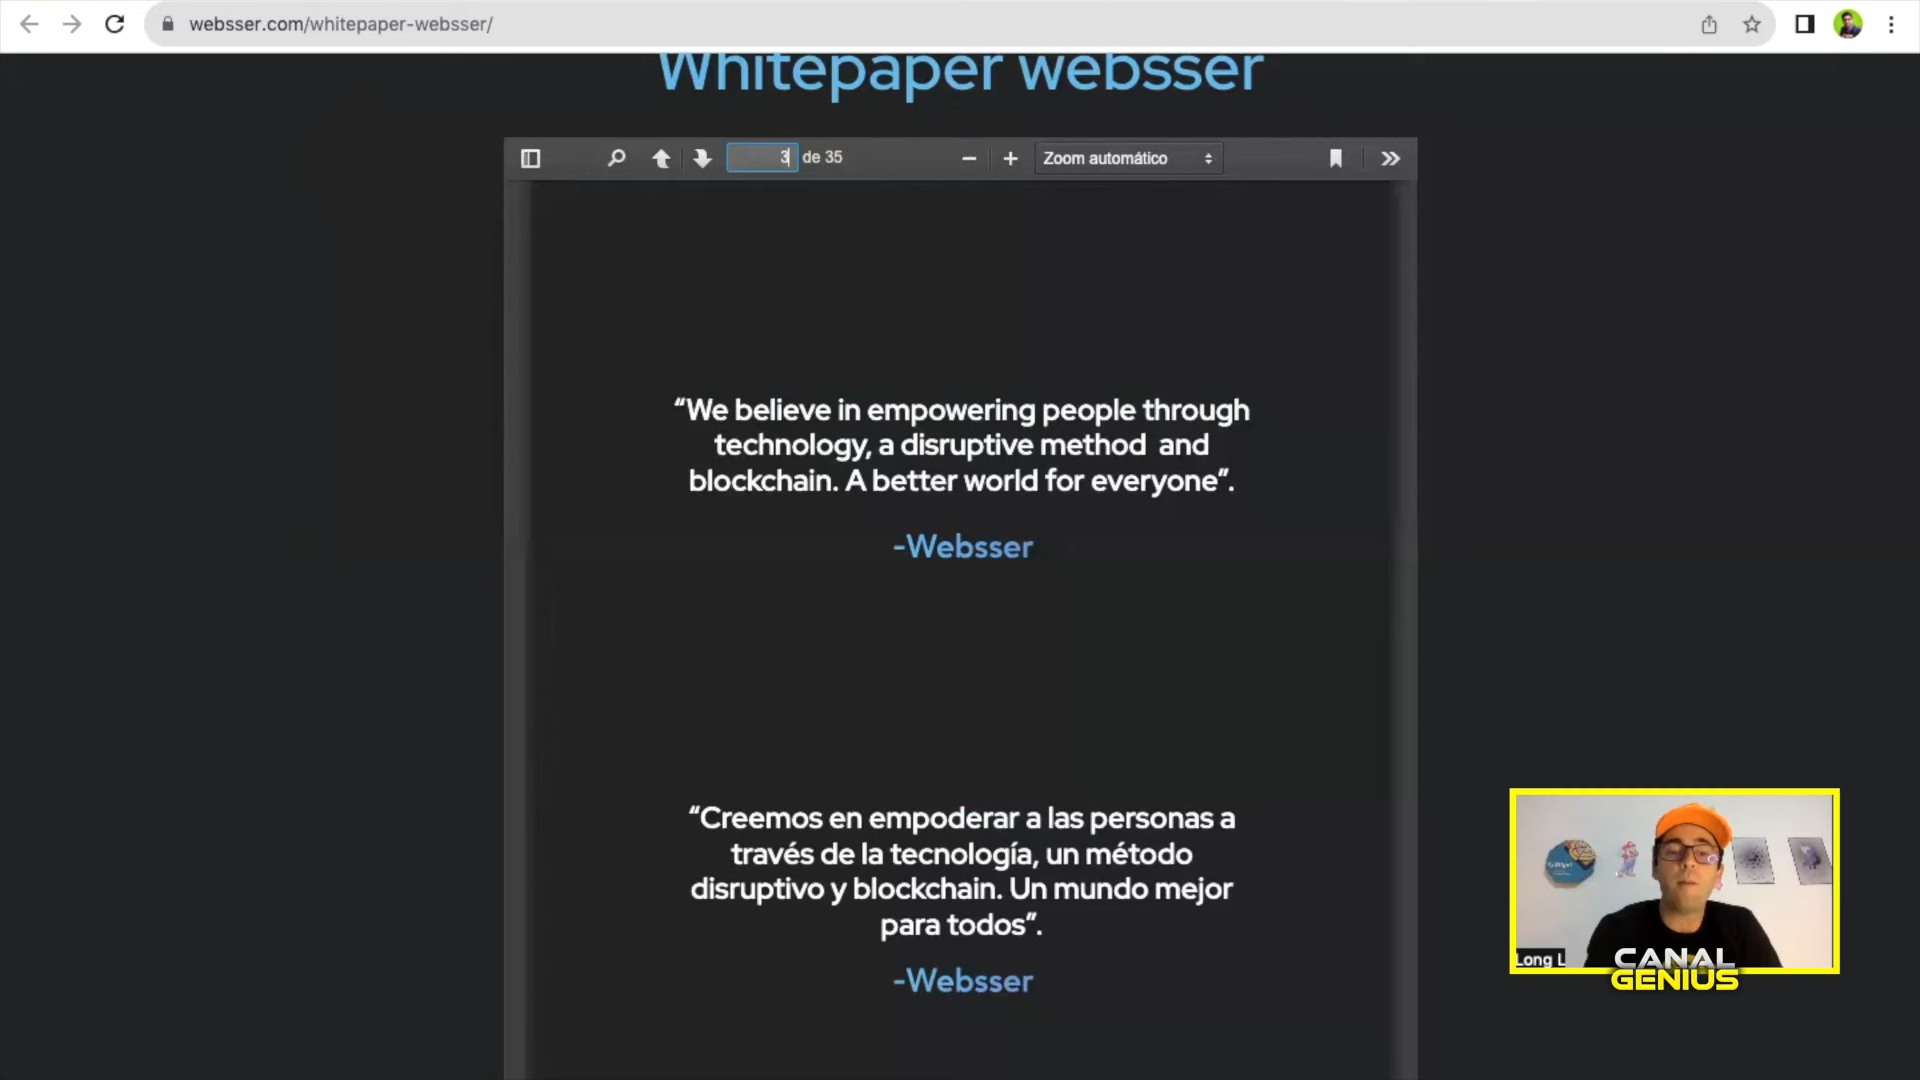 websser.com/whitepaper-websser/
Whitepaper websser
3 de 35
Zoom automático
“We believe in empowering people through
technology, a disruptive method and
blockchain. A better world for everyone”.
-Websser
“Creemos en empoderar a las personas a
través de la tecnología, un método
disruptivo y blockchain. Un mundo mejor
para todos”.
-Websser
Long L
CANAL
GENIUS